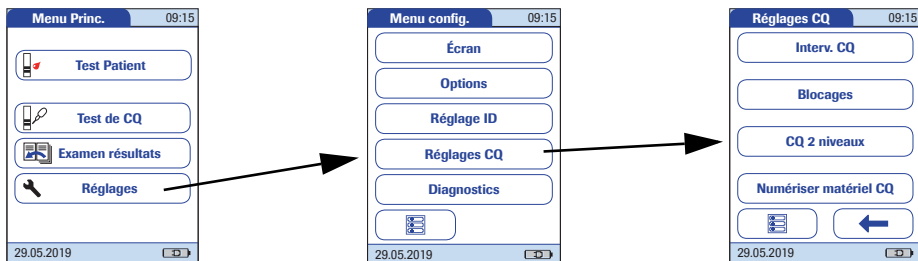 Menu Princ. 09:15
Test Patient
Test de CQ
Examen résultats
Réglages
29.05.2019
Menu config. 09:15
Écran
Options
Réglage ID
Réglages CQ
Diagnostics
29.05.2019
Réglages CQ 09:15
Interv. CQ
Blocages
CQ 2 niveaux
Numériser matériel CQ
29.05.2019